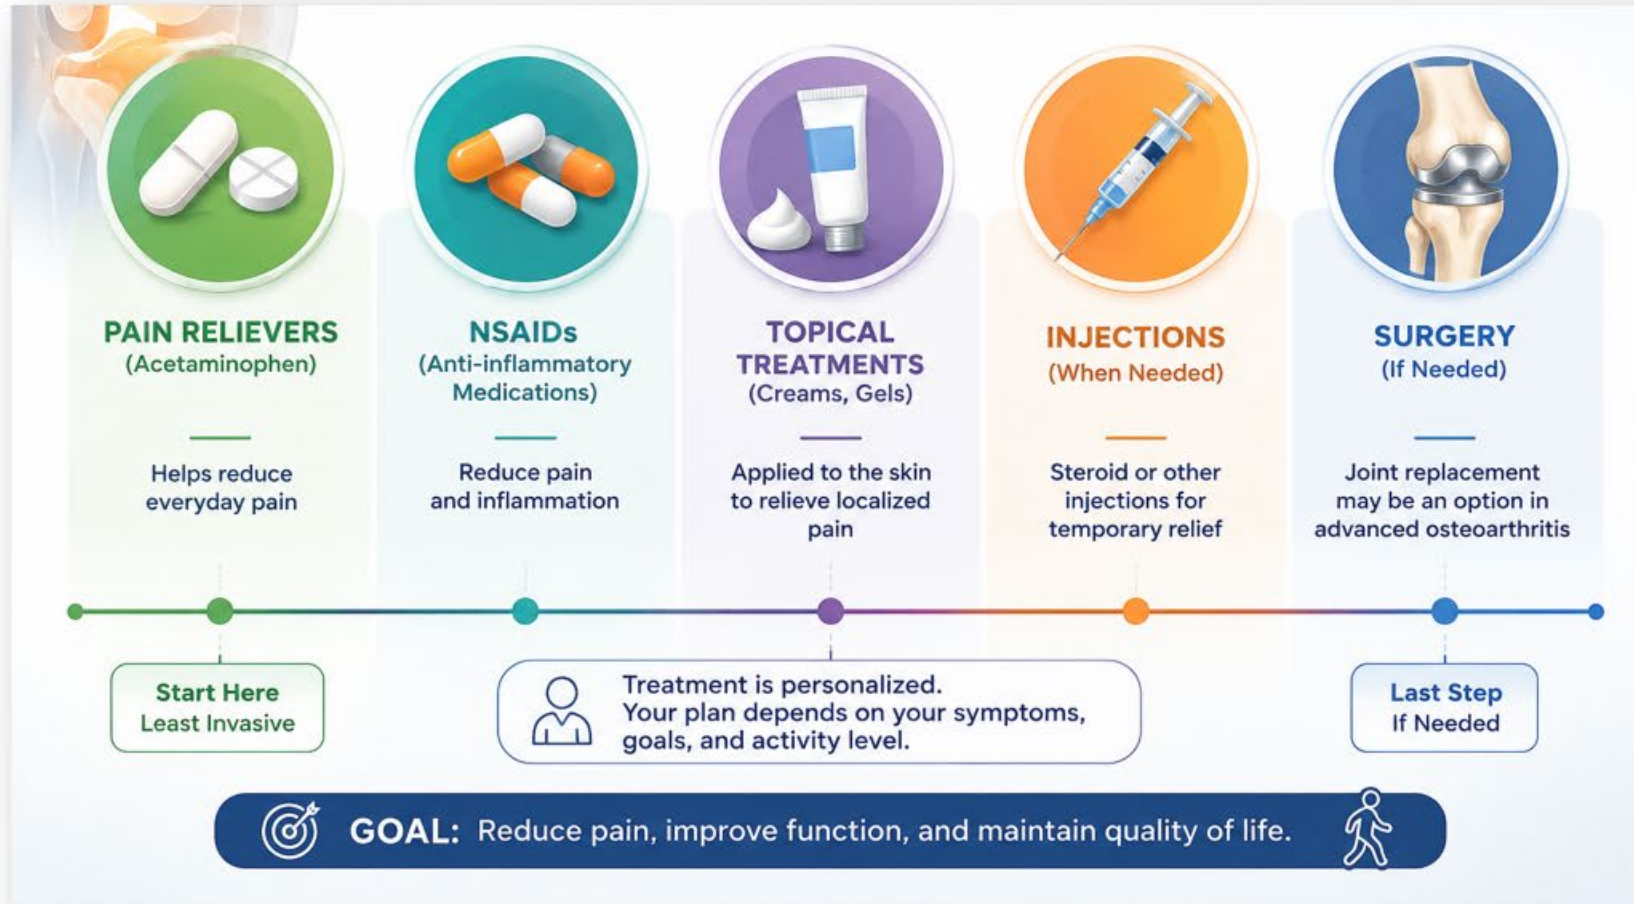 PAIN RELIEVERS
(Acetaminophen)
Helps reduce
everyday pain
NSAIDs
(Anti-inflammatory
Medications)
Reduce pain
and inflammation
TOPICAL
TREATMENTS
(Creams, Gels)
Applied to the skin
to relieve localized
pain
INJECTIONS
(When Needed)
Steroid or other
injections for
temporary relief
SURGERY
(If Needed)
Joint replacement
may be an option in
advanced osteoarthritis
Start Here
Least Invasive
Treatment is personalized.
Your plan depends on your symptoms,
goals, and activity level.
Last Step
If Needed
GOAL: Reduce pain, improve function, and maintain quality of life.